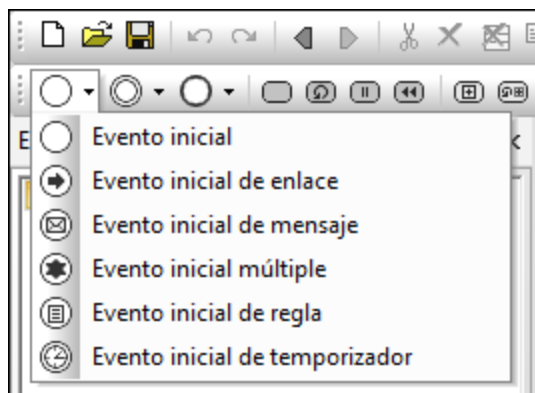 E
Evento inicial
Evento inicial de enlace
Evento inicial de mensaje
Evento inicial múltiple
Evento inicial de regla
Evento inicial de temporizador